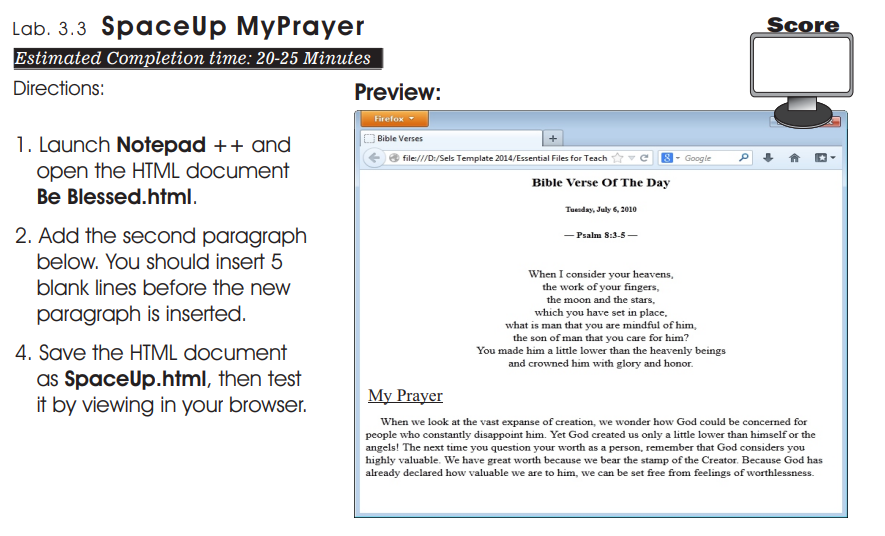 Lab. 3.3 SpaceUp MyPrayer
Score
Estimated Completion time: 20-25 Minutes
Directions:
1. Launch Notepad ++ and
open the HTML document
Be Blessed.html.
2. Add the second paragraph
below. You should insert 5
blank lines before the new
paragraph is inserted.
4. Save the HTML document
as SpaceUp.html, then test
it by viewing in your browser.
Preview:
Firefox
Bible Verses
+
file:///D:/Sels Template 2014/Essential Files for Teach
8 Google
Bible Verse Of The Day
Tuesday, July 6, 2010
— Psalm 8:3-5 —
When I consider your heavens,
the work of your fingers,
the moon and the stars,
which you have set in place,
what is man that you are mindful of him,
the son of man that you care for him?
You made him a little lower than the heavenly beings
and crowned him with glory and honor.
My Prayer
When we look at the vast expanse of creation, we wonder how God could be concerned for
people who constantly disappoint him. Yet God created us only a little lower than himself or the
angels! The next time you question your worth as a person, remember that God considers you
highly valuable. We have great worth because we bear the stamp of the Creator. Because God has
already declared how valuable we are to him, we can be set free from feelings of worthlessness.